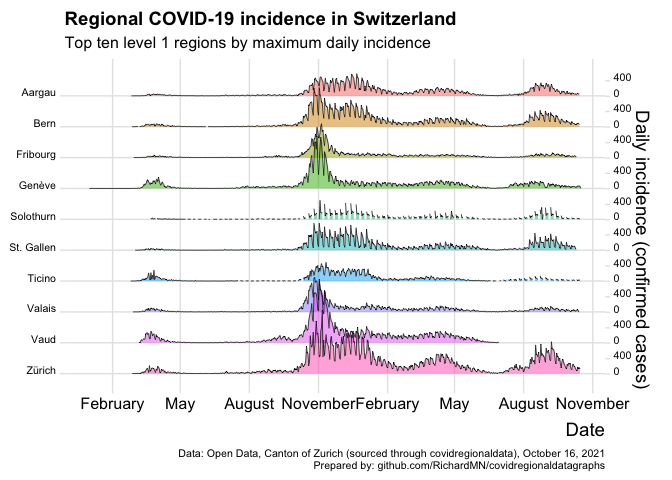 Regional COVID-19 incidence in Switzerland
Top ten level 1 regions by maximum daily incidence
Aargau
Bern
Fribourg
Genève
Solothurn
St. Gallen
Ticino
Valais
Vaud
Zürich
400
0
400
0
400
0
400
0
400
0
400
0
400
0
400
0
400
0
400
0
Daily incidence (confirmed cases)
February May August November February May August November
Date
Data: Open Data, Canton of Zurich (sourced through covidregionaldata), October 16, 2021
Prepared by: github.com/RichardMN/covidregionaldatagraphs